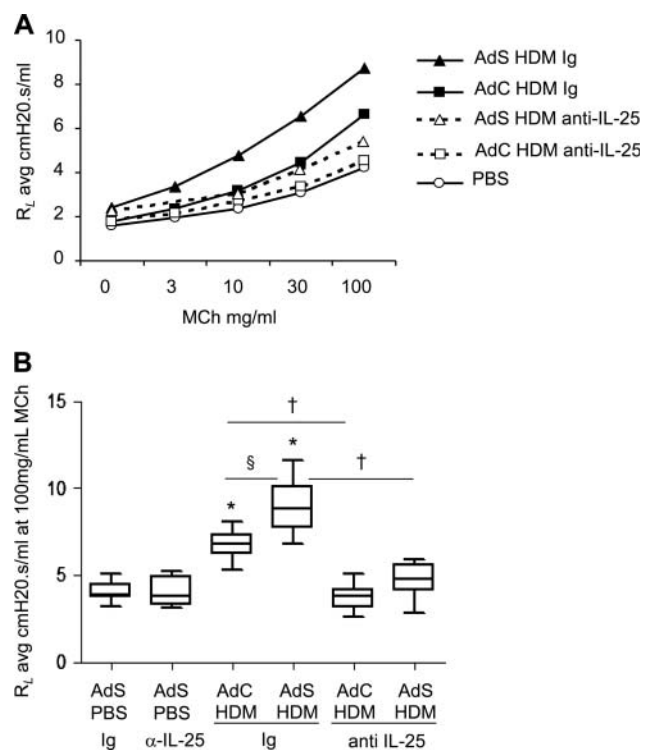 A
10
8
6
4
2
0
R_L avg cmH20.s/ml
0 3 10 30 100
MCh mg/ml
AdS HDM Ig
AdC HDM Ig
AdS HDM anti-IL-25
AdC HDM anti-IL-25
PBS
B
15
10
5
0
R_L avg cmH20.s/ml at 100mg/mL MCh
†
*
§
*
†
AdS AdS AdC AdS AdC AdS
PBS PBS HDM HDM HDM HDM
Ig α-IL-25 Ig anti IL-25